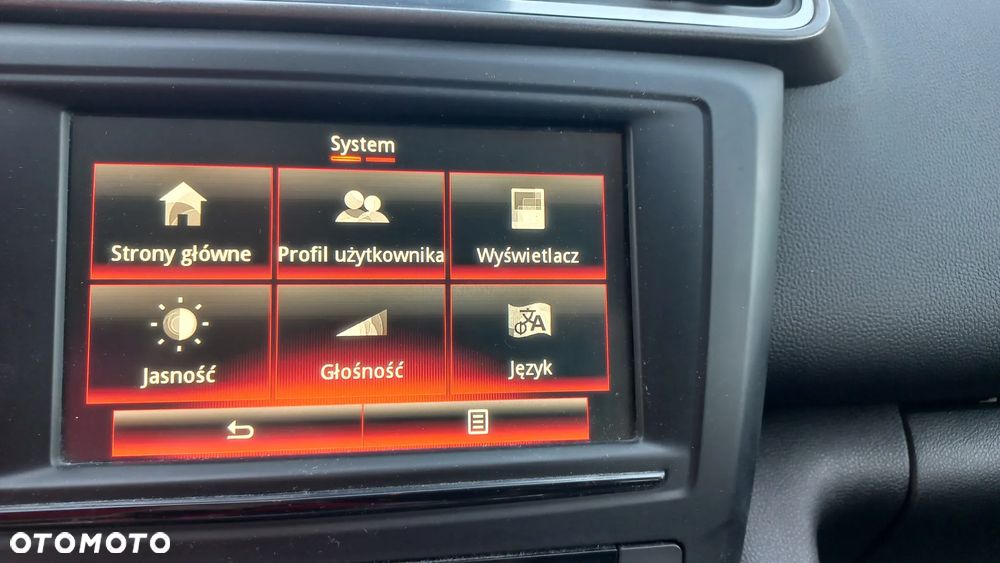 System
Strony główne
Profil użytkownika
Wyświetlacz
Jasność
Głośność
Język
OTOMOTO